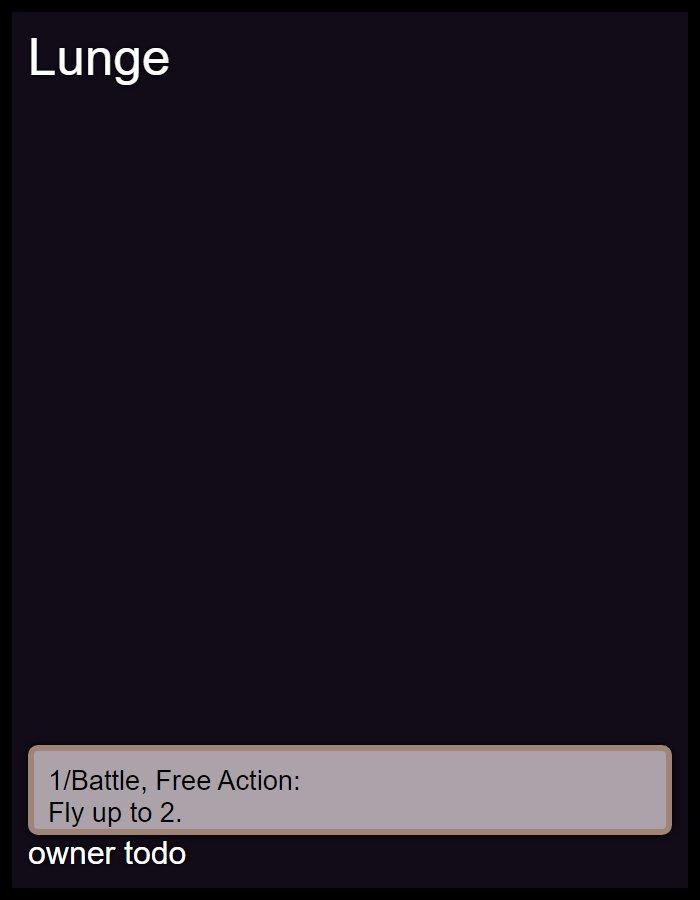 Lunge
1/Battle, Free Action:
Fly up to 2.
owner todo